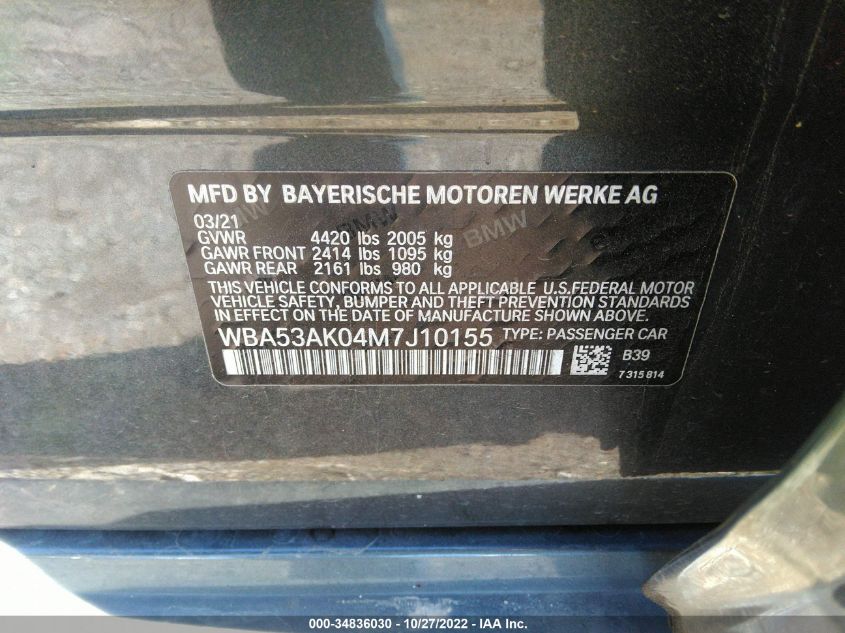 MFD BY BAYERISCHE MOTOREN WERKE AG
03/21
GVWR 4420 lbs 2005 kg
GAWR FRONT 2414 lbs 1095 kg
GAWR REAR 2161 lbs 980 kg
THIS VEHICLE CONFORMS TO ALL APPLICABLE U.S.FEDERAL MOTOR
VEHICLE SAFETY, BUMPER AND THEFT PREVENTION STANDARDS
IN EFFECT ON THE DATE OF MANUFACTURE SHOWN ABOVE.
WBA53AK04M7J10155 TYPE: PASSENGER CAR
B39
7 315 814
BMW
BMW
000-34836030 - 10/27/2022 - IAA Inc.